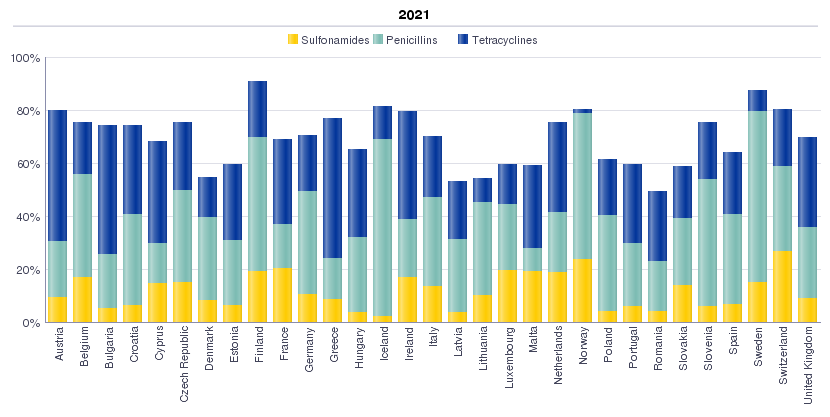 2021
Sulfonamides Penicillins Tetracyclines
100%
80%
60%
40%
20%
0%
Austria
Belgium
Bulgaria
Croatia
Cyprus
Czech Republic
Denmark
Estonia
Finland
France
Germany
Greece
Hungary
Iceland
Ireland
Italy
Latvia
Lithuania
Luxembourg
Malta
Netherlands
Norway
Poland
Portugal
Romania
Slovakia
Slovenia
Spain
Sweden
Switzerland
United Kingdom